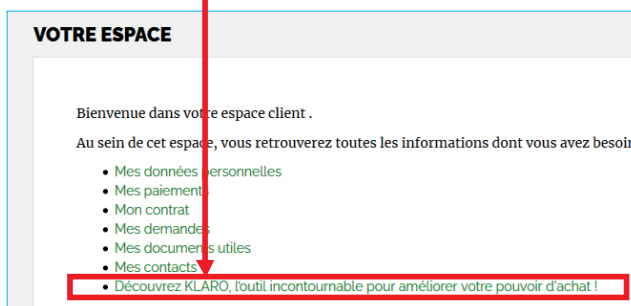 VOTRE ESPACE
Bienvenue dans votre espace client .
Au sein de cet espace, vous retrouverez toutes les informations dont vous avez besoin
Mes données personnelles
Mes paiements
Mon contrat
Mes demandes
Mes documents utiles
Mes contacts
Découvrez KLARO, l'outil incontournable pour améliorer votre pouvoir d'achat !